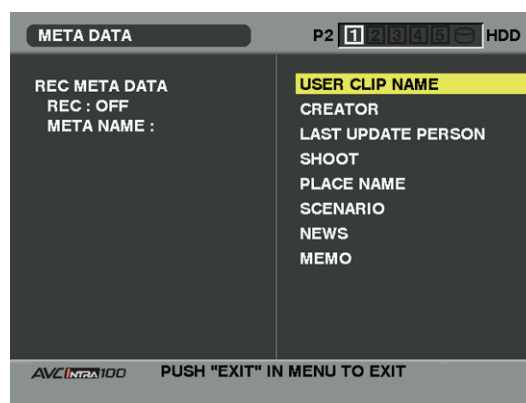 META DATA
P2 1 2 3 4 5 HDD
REC META DATA
REC : OFF
META NAME :
USER CLIP NAME
CREATOR
LAST UPDATE PERSON
SHOOT
PLACE NAME
SCENARIO
NEWS
MEMO
AVC INTRA 100 PUSH "EXIT" IN MENU TO EXIT